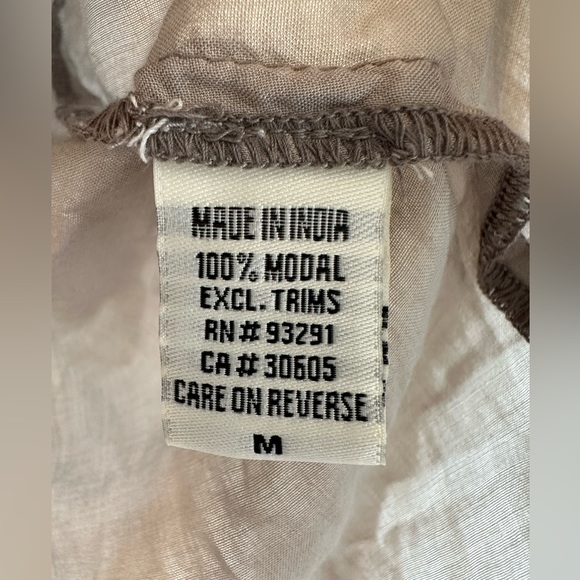 MADE IN INDIA
100% MODAL
EXCL. TRIMS
RN# 93291
CA# 30605
CARE ON REVERSE
M